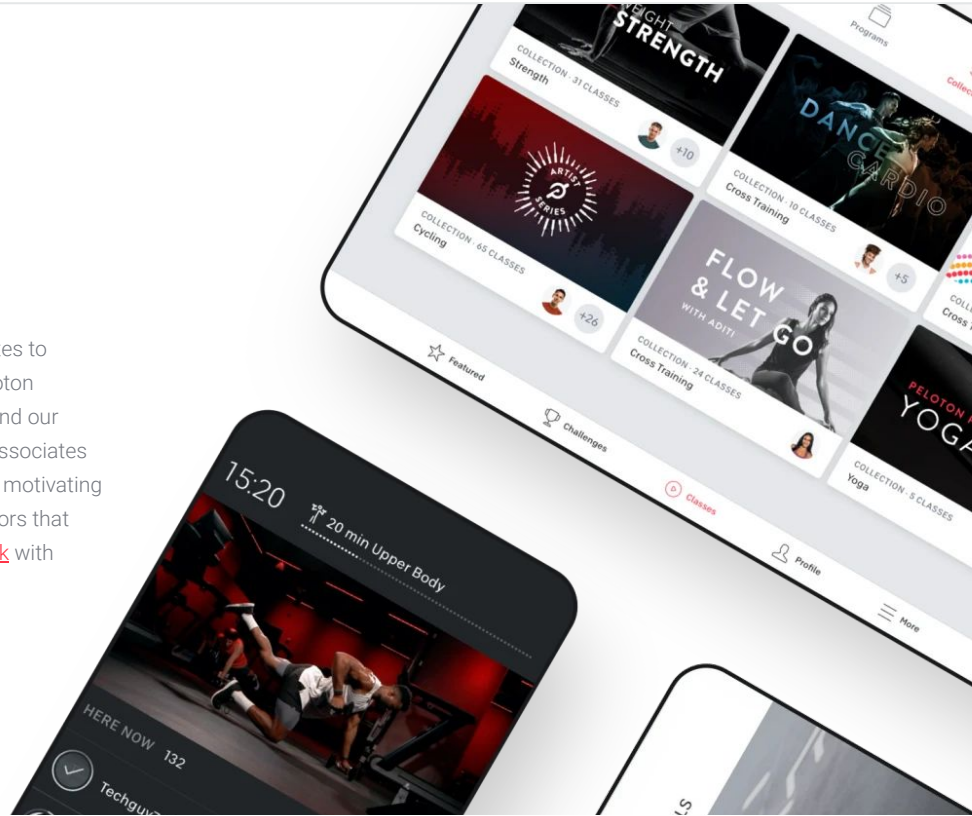 tes to
oton
nd our
ssociates
motivating
ors that
k with
Programs
STRENGTH
COLLECTION · 31 CLASSES
Strength
+10
DANCE
CARDIO
COLLECTION · 10 CLASSES
Cross Training
+5
ARTIST
SERIES
COLLECTION · 65 CLASSES
Cycling
+26
FLOW
& LET
GO
WITH ADITI
COLLECTION · 24 CLASSES
Cross Training
PELOTON
YOGA
COLLECTION · 5 CLASSES
Yoga
Featured
Challenges
Classes
Profile
More
15:20
20 min Upper Body
HERE NOW 132